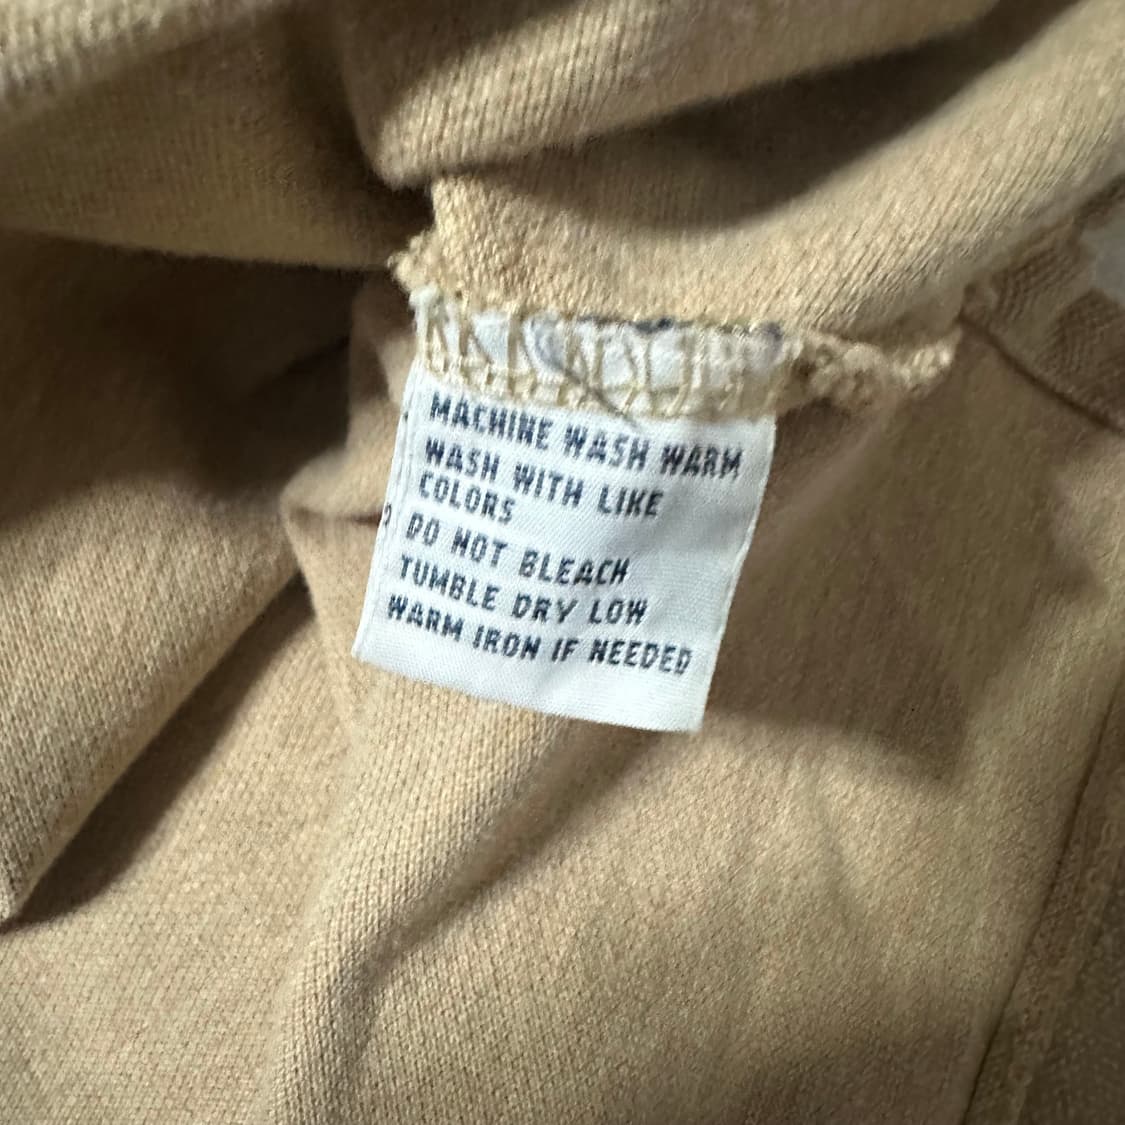 MACHINE WASH WARM
WASH WITH LIKE
COLORS
DO NOT BLEACH
TUMBLE DRY LOW
WARM IRON IF NEEDED